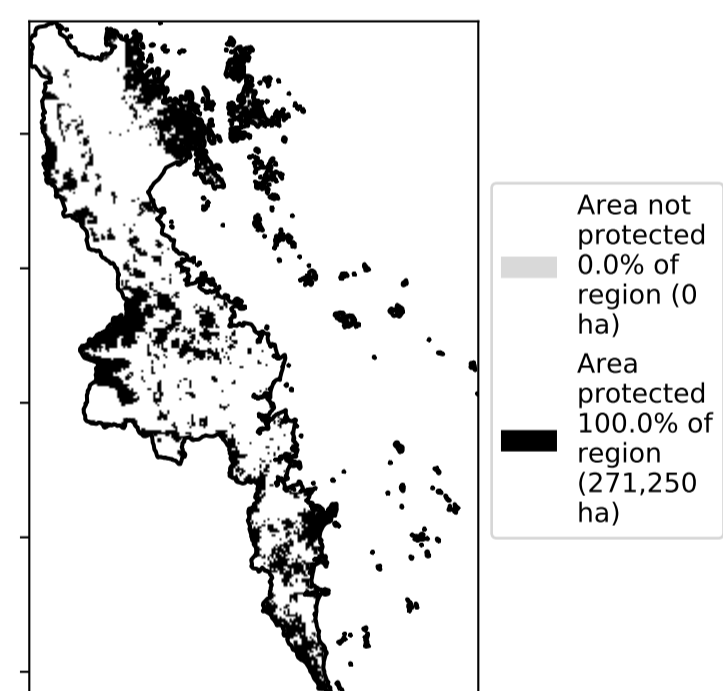 Area not
protected
0.0% of
region (0
ha)
Area
protected
100.0% of
region
(271,250
ha)